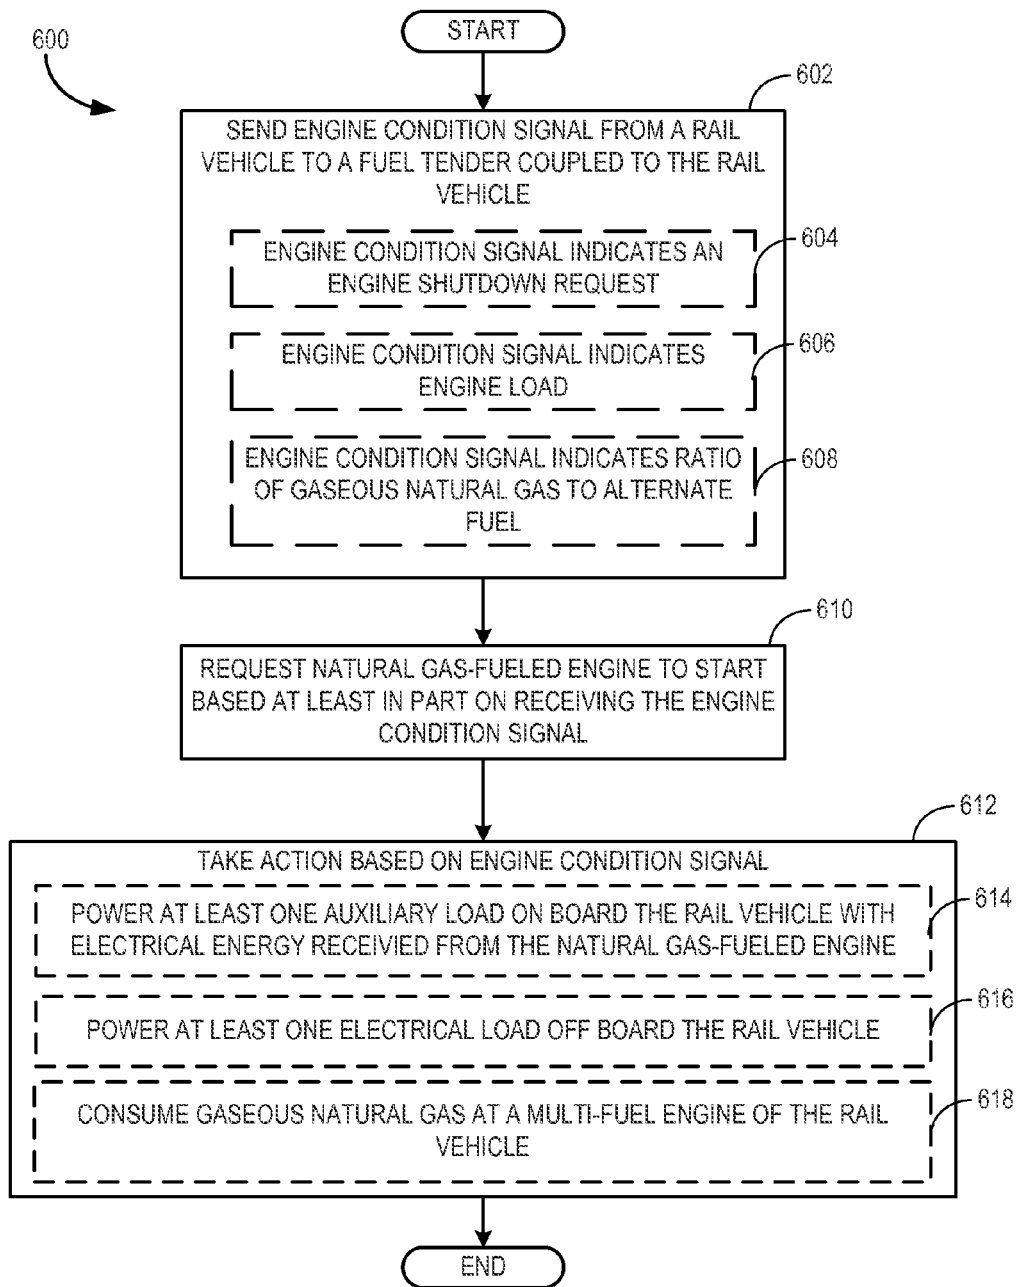 600
START
602
SEND ENGINE CONDITION SIGNAL FROM A RAIL
VEHICLE TO A FUEL TENDER COUPLED TO THE RAIL
VEHICLE
604
ENGINE CONDITION SIGNAL INDICATES AN
ENGINE SHUTDOWN REQUEST
606
ENGINE CONDITION SIGNAL INDICATES
ENGINE LOAD
608
ENGINE CONDITION SIGNAL INDICATES RATIO
OF GASEOUS NATURAL GAS TO ALTERNATE
FUEL
610
REQUEST NATURAL GAS-FUELED ENGINE TO START
BASED AT LEAST IN PART ON RECEIVING THE ENGINE
CONDITION SIGNAL
612
TAKE ACTION BASED ON ENGINE CONDITION SIGNAL
614
POWER AT LEAST ONE AUXILIARY LOAD ON BOARD THE RAIL VEHICLE WITH
ELECTRICAL ENERGY RECEIVIED FROM THE NATURAL GAS-FUELED ENGINE
616
POWER AT LEAST ONE ELECTRICAL LOAD OFF BOARD THE RAIL VEHICLE
618
CONSUME GASEOUS NATURAL GAS AT A MULTI-FUEL ENGINE OF THE RAIL
VEHICLE
END